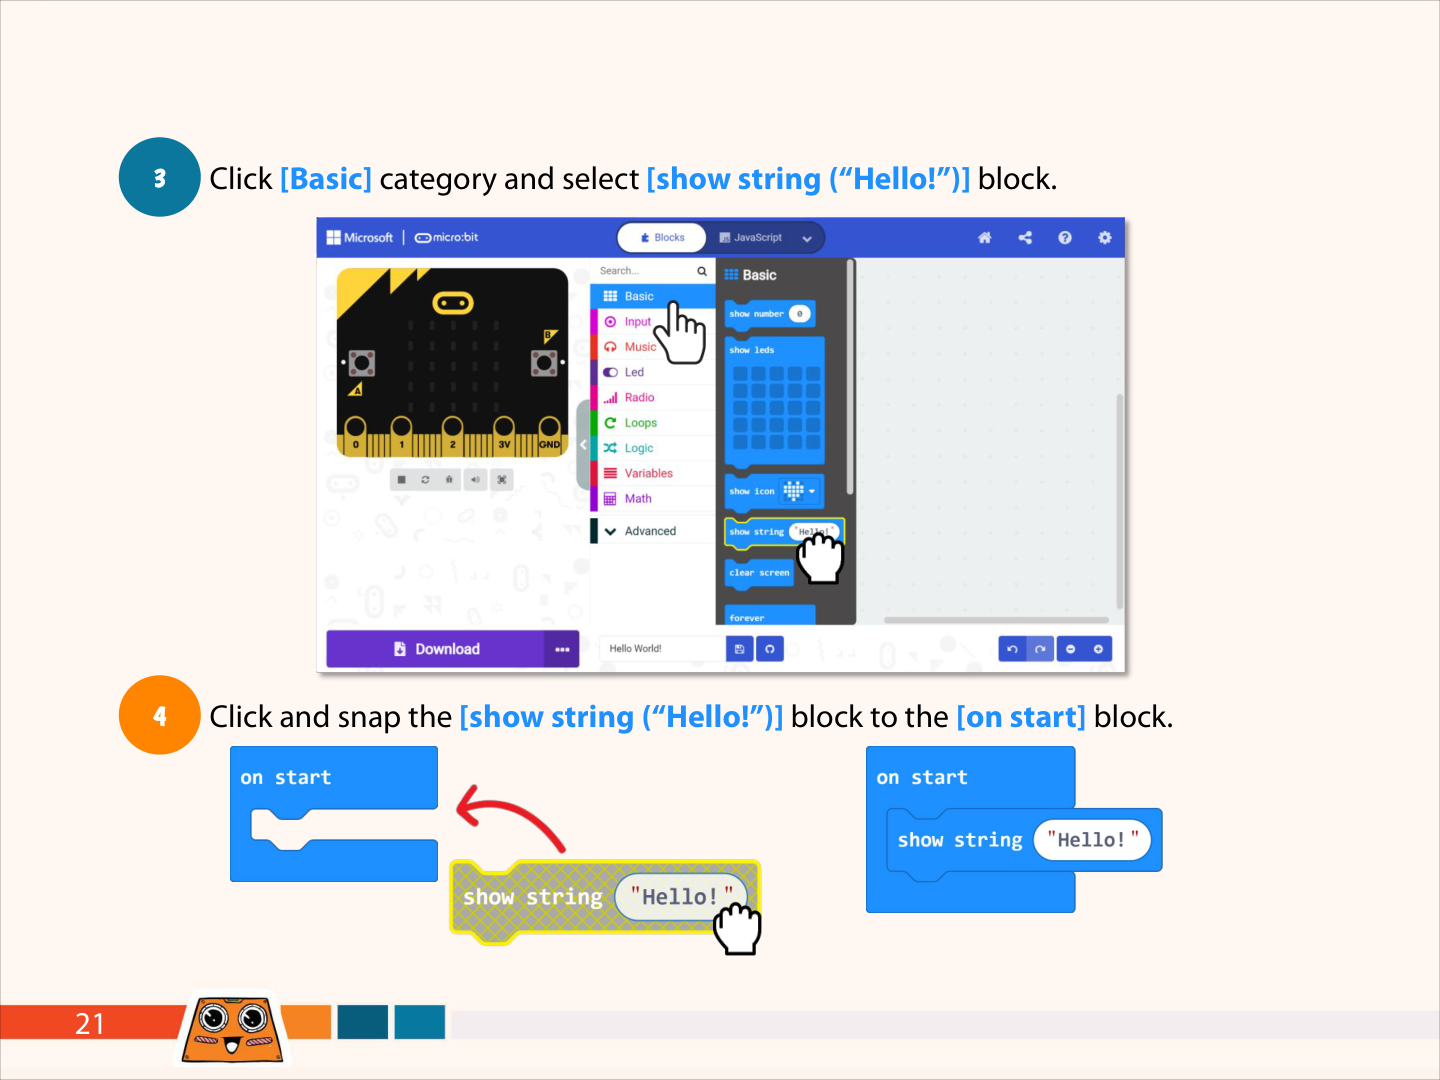 3 Click [Basic] category and select [show string (“Hello!”)] block.
Microsoft | micro:bit
Blocks
JavaScript
Search...
Basic
Input
Music
Led
Radio
Loops
Logic
Variables
Math
Advanced
Basic
show number 0
show leds
show icon
show string "Hello!"
clear screen
forever
B
A
0 1 2 3V GND
Download •••
Hello World!
4 Click and snap the [show string (“Hello!”)] block to the [on start] block.
on start
show string "Hello!"
on start
show string "Hello!"
21